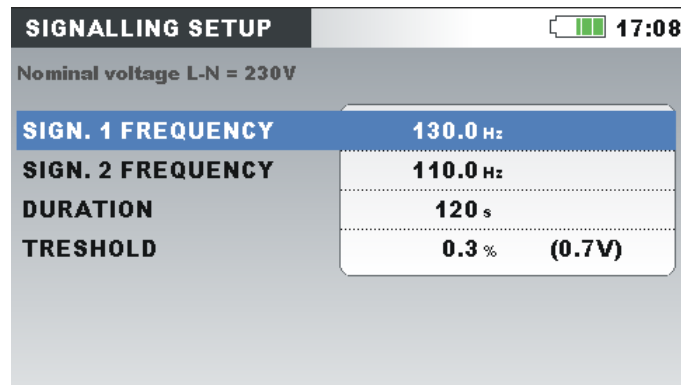 SIGNALLING SETUP 17:08
Nominal voltage L-N = 230V
SIGN. 1 FREQUENCY 130.0 Hz
SIGN. 2 FREQUENCY 110.0 Hz
DURATION 120 s
TRESHOLD 0.3 % (0.7V)